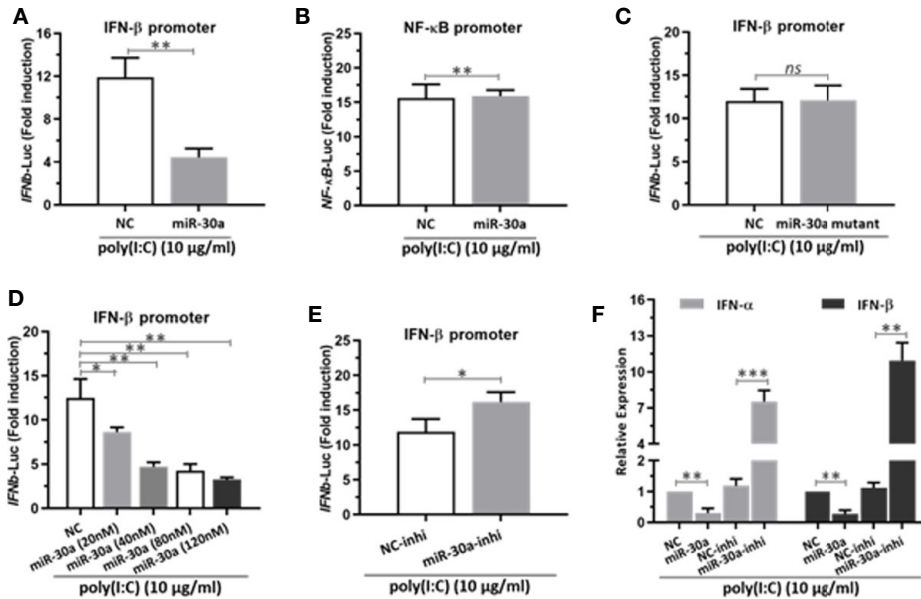 A
IFN-β promoter
**
IFNb-Luc (Fold induction)
16
12
8
4
0
NC
miR-30a
poly(I:C) (10 µg/ml)
B
NF-κB promoter
**
NF-κB-Luc (Fold induction)
25
20
15
10
5
0
NC
miR-30a
poly(I:C) (10 µg/ml)
C
IFN-β promoter
ns
IFNb-Luc (Fold induction)
20
15
10
5
0
NC
miR-30a mutant
poly(I:C) (10 µg/ml)
D
IFN-β promoter
**
**
**
*
IFNb-Luc (Fold induction)
20
15
10
5
0
NC
miR-30a (20nM)
miR-30a (40nM)
miR-30a (80nM)
miR-30a (120nM)
poly(I:C) (10 µg/ml)
E
IFN-β promoter
*
IFNb-Luc (Fold induction)
25
20
15
10
5
0
NC-inhi
miR-30a-inhi
poly(I:C) (10 µg/ml)
F
IFN-α
IFN-β
Relative Expression
16
13
10
7
4
2
1
0
**
***
**
**
NC
miR-30a
NC-inhi
miR-30a-inhi
NC
miR-30a
NC-inhi
miR-30a-inhi
poly(I:C) (10 µg/ml)